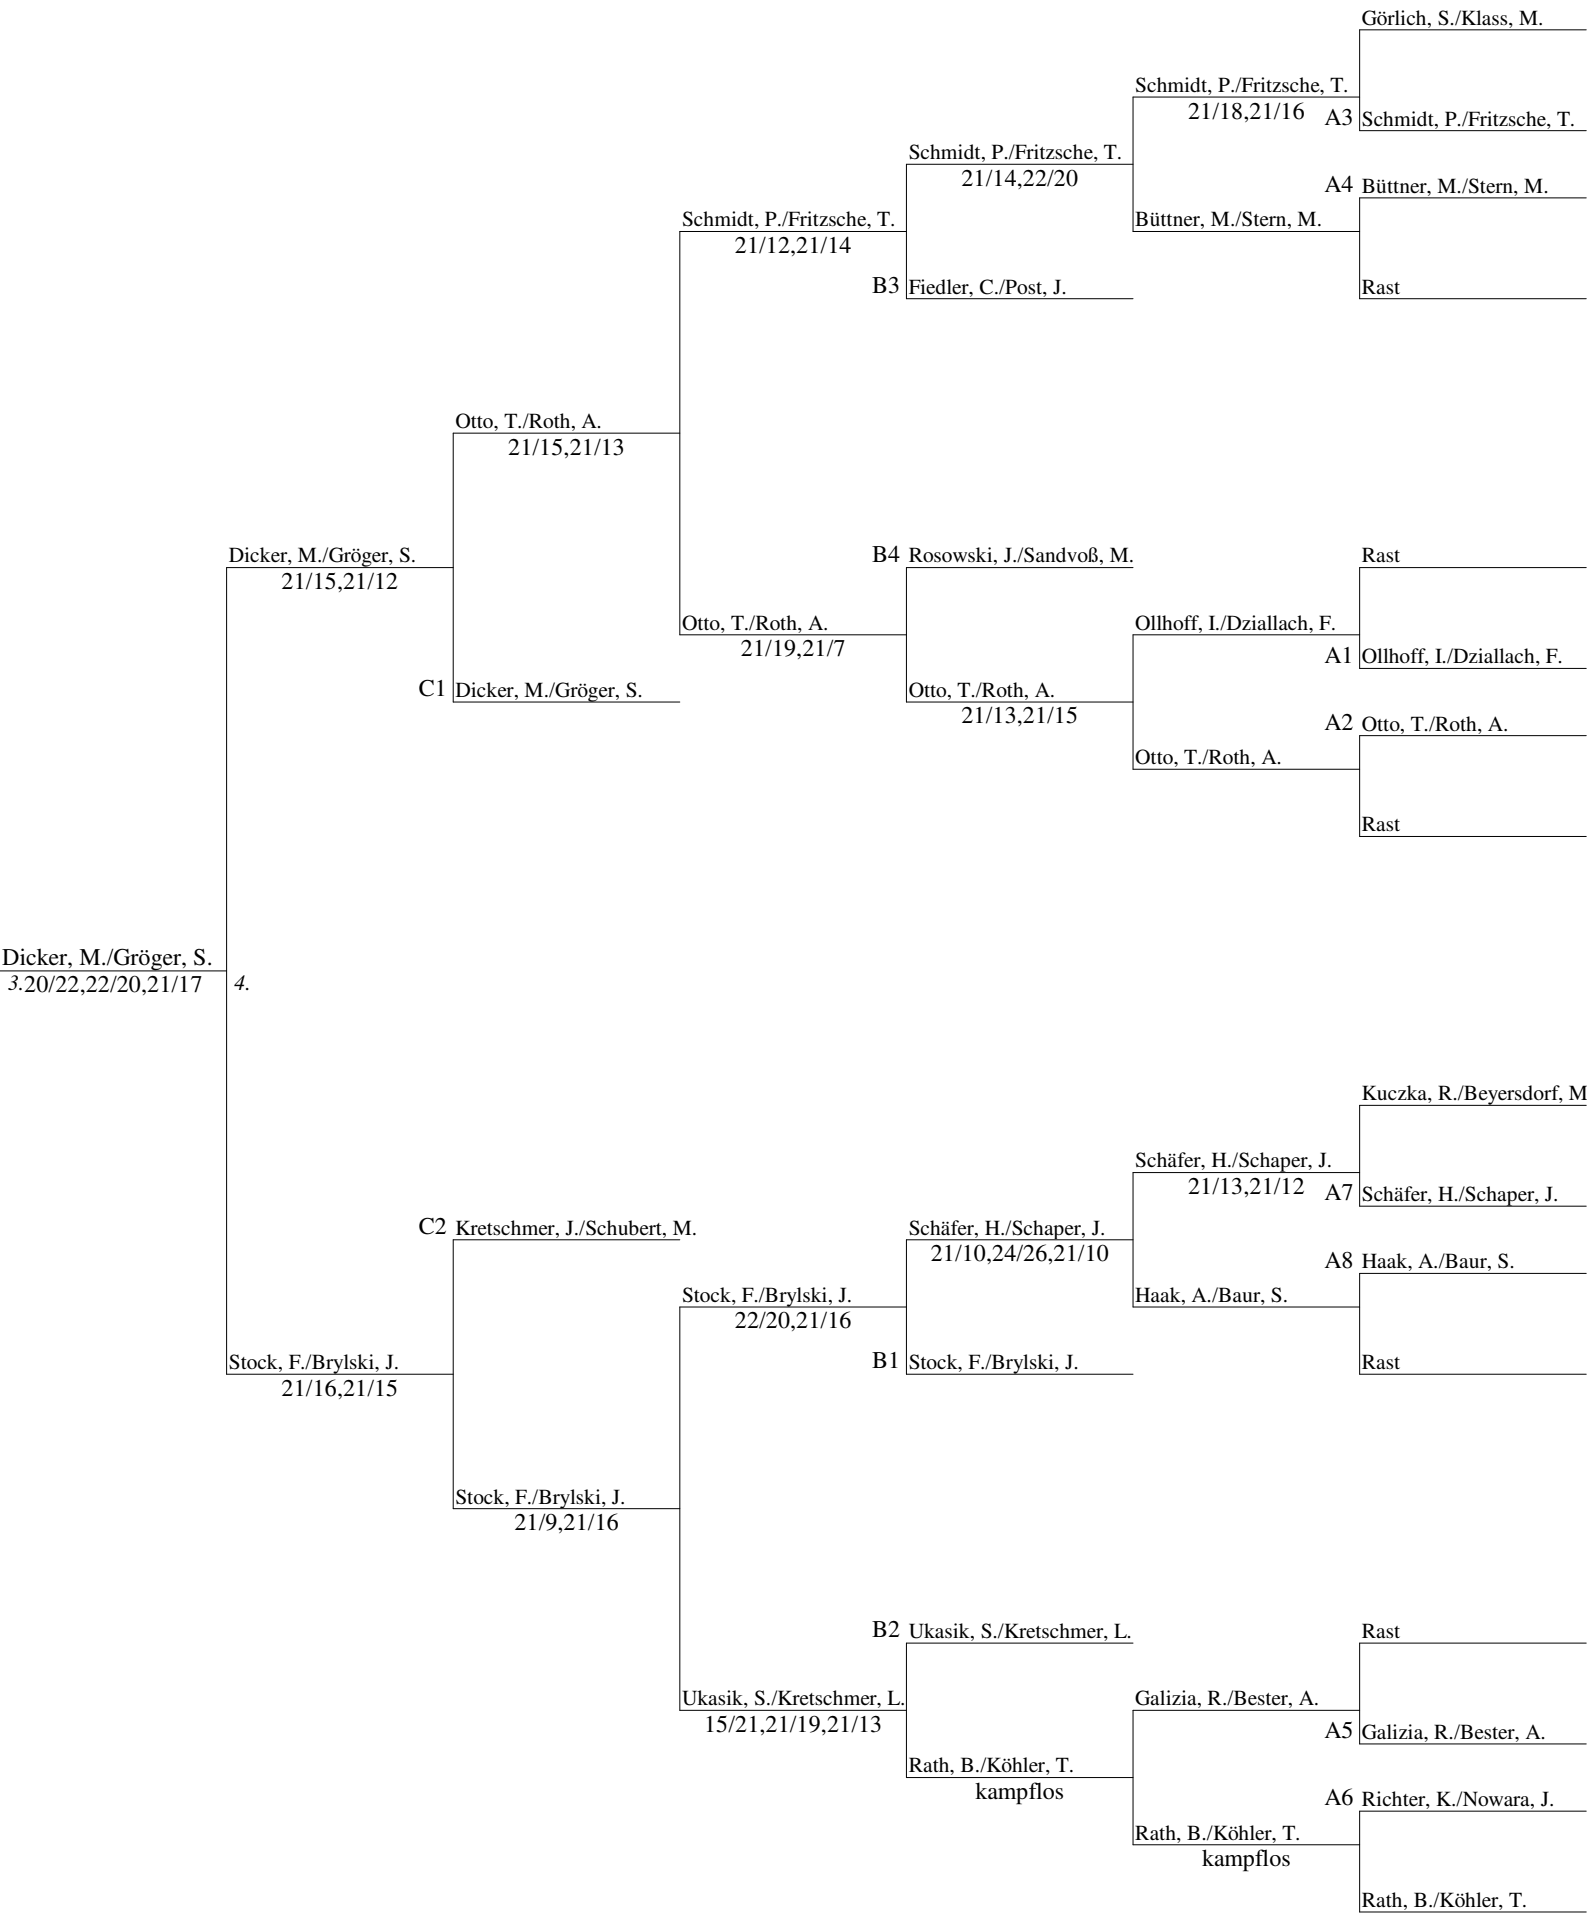 Görlich, S./Klass, M.
Schmidt, P./Fritzsche, T.
21/18,21/16
A3 Schmidt, P./Fritzsche, T.
Schmidt, P./Fritzsche, T.
21/14,22/20
A4 Büttner, M./Stern, M.
Schmidt, P./Fritzsche, T.
21/12,21/14
Büttner, M./Stern, M.
B3 Fiedler, C./Post, J.
Rast
Otto, T./Roth, A.
21/15,21/13
Dicker, M./Gröger, S.
21/15,21/12
B4 Rosowski, J./Sandvoß, M.
Rast
Otto, T./Roth, A.
21/19,21/7
Ollhoff, I./Dziallach, F.
A1 Ollhoff, I./Dziallach, F.
C1 Dicker, M./Gröger, S.
Otto, T./Roth, A.
21/13,21/15
A2 Otto, T./Roth, A.
Otto, T./Roth, A.
Rast
Dicker, M./Gröger, S.
3.20/22,22/20,21/17 4.
Kuczka, R./Beyersdorf, M
Schäfer, H./Schaper, J.
21/13,21/12
A7 Schäfer, H./Schaper, J.
C2 Kretschmer, J./Schubert, M.
Schäfer, H./Schaper, J.
21/10,24/26,21/10
A8 Haak, A./Baur, S.
Stock, F./Brylski, J.
22/20,21/16
Haak, A./Baur, S.
Stock, F./Brylski, J.
21/16,21/15
B1 Stock, F./Brylski, J.
Rast
Stock, F./Brylski, J.
21/9,21/16
B2 Ukasik, S./Kretschmer, L.
Rast
Ukasik, S./Kretschmer, L.
15/21,21/19,21/13
Galizia, R./Bester, A.
A5 Galizia, R./Bester, A.
Rath, B./Köhler, T.
kampflos
A6 Richter, K./Nowara, J.
Rath, B./Köhler, T.
kampflos
Rath, B./Köhler, T.